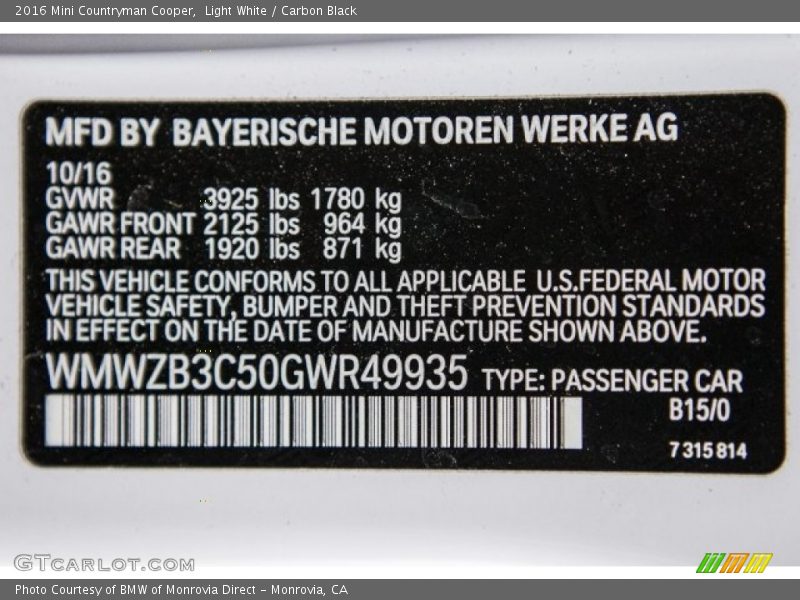 2016 Mini Countryman Cooper, Light White / Carbon Black
MFD BY BAYERISCHE MOTOREN WERKE AG
10/16
GVWR 3925 lbs 1780 kg
GAWR FRONT 2125 lbs 964 kg
GAWR REAR 1920 lbs 871 kg
THIS VEHICLE CONFORMS TO ALL APPLICABLE U.S.FEDERAL MOTOR
VEHICLE SAFETY, BUMPER AND THEFT PREVENTION STANDARDS
IN EFFECT ON THE DATE OF MANUFACTURE SHOWN ABOVE.
WMWZB3C50GWR49935 TYPE: PASSENGER CAR
B15/0
7 315 814
GTCARLOT.COM
Photo Courtesy of BMW of Monrovia Direct - Monrovia, CA